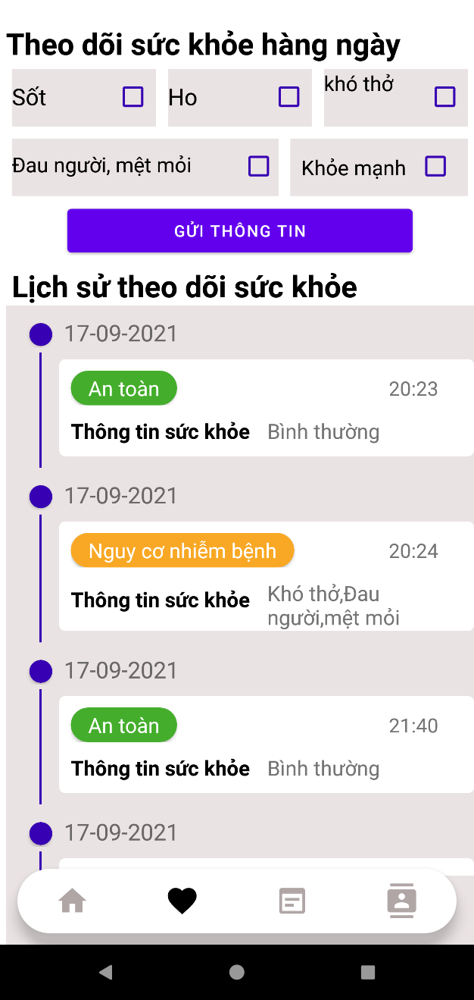 Theo dõi sức khỏe hàng ngày
Sốt
Ho
khó thở
Đau người, mệt mỏi
Khỏe mạnh
GỬI THÔNG TIN
Lịch sử theo dõi sức khỏe
17-09-2021
An toàn
20:23
Thông tin sức khỏe
Bình thường
17-09-2021
Nguy cơ nhiễm bệnh
20:24
Thông tin sức khỏe
Khó thở,Đau
người,mệt mỏi
17-09-2021
An toàn
21:40
Thông tin sức khỏe
Bình thường
17-09-2021